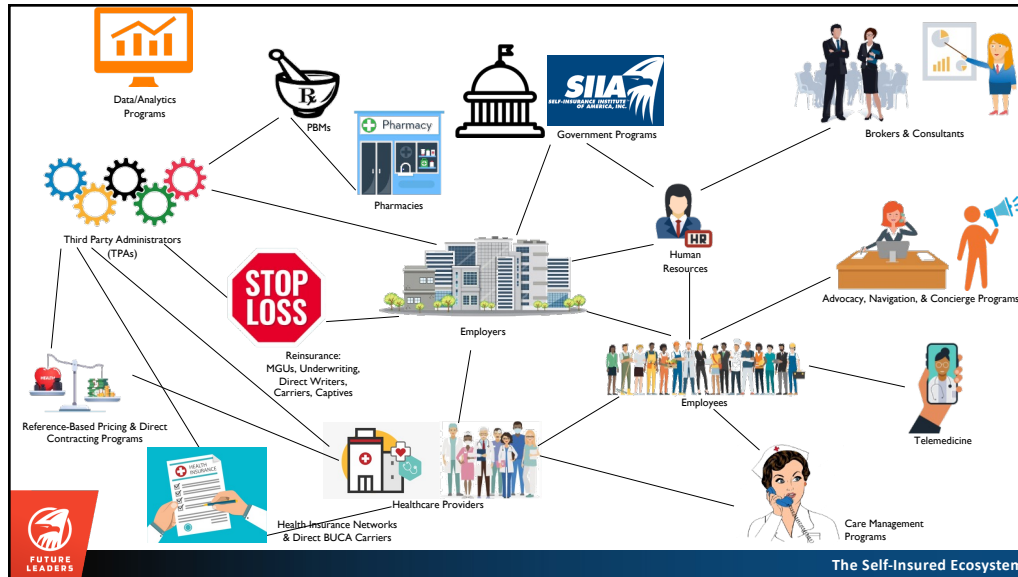 Data/Analytics
Programs
Rx
PBMs
Pharmacy
Pharmacies
SIIA
SELF-INSURANCE INSTITUTE
OF AMERICA, INC.
Government Programs
Brokers & Consultants
Third Party Administrators
(TPAs)
HR
Human
Resources
Advocacy, Navigation, & Concierge Programs
STOP
LOSS
Employers
Reinsurance:
MGUs, Underwriting,
Direct Writers,
Carriers, Captives
Employees
Telemedicine
HEALTH
Reference-Based Pricing & Direct
Contracting Programs
HEALTH
INSURANCE
Healthcare Providers
Health Insurance Networks
& Direct BUCA Carriers
Care Management
Programs
FUTURE
LEADERS
The Self-Insured Ecosystem